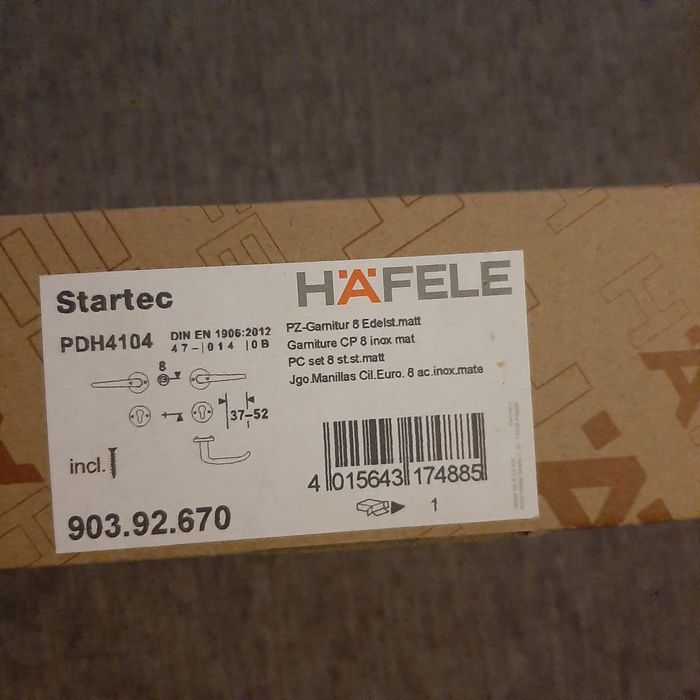 Startec
HÄFELE
PDH4104
DIN EN 1906:2012
47-|014|0B
PZ-Garnitur 8 Edelst.matt
Garniture CP 8 inox mat
PC set 8 st.st.matt
Jgo.Manillas Cil.Euro. 8 ac.inox.mate
8
37-52
incl.
4 015643 174885
903.92.670
1